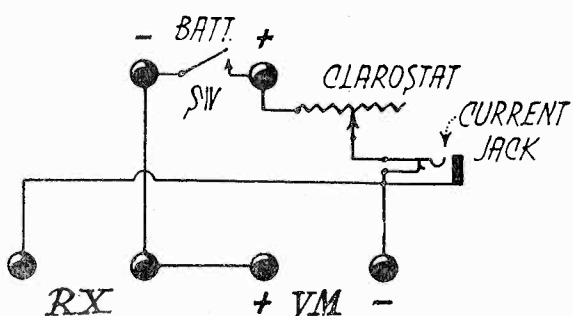 - BATT. +
SW
CLAROSTAT
CURRENT
JACK
RX + VM -